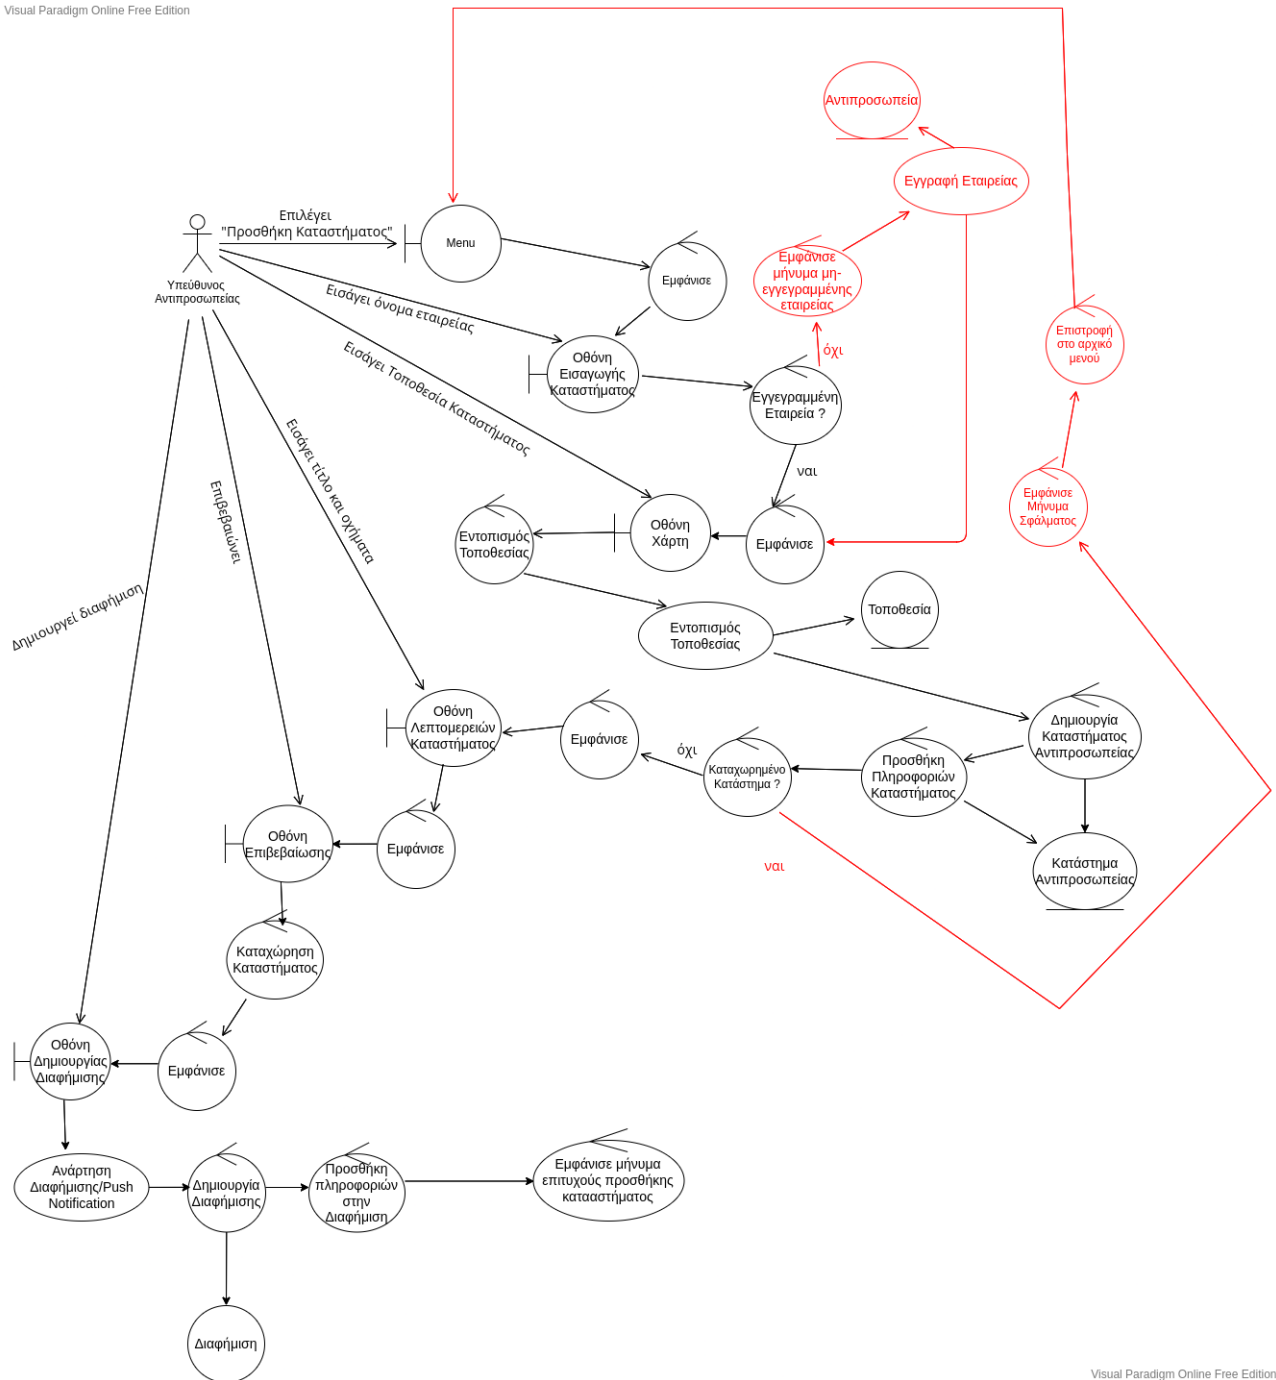 Visual Paradigm Online Free Edition
Αντιπροσωπεία
Εγγραφή Εταιρείας
Επιλέγει
"Προσθήκη Καταστήματος"
Menu
Εμφάνισε
Εμφάνισε
μήνυμα μη-
εγγεγραμμένης
εταιρείας
Υπεύθυνος
Αντιπροσωπείας
Εισάγει όνομα εταιρείας
Επιστροφή
στο αρχικό
μενού
όχι
Εισάγει Τοποθεσία Καταστήματος
Οθόνη
Εισαγωγής
Καταστήματος
Εγγεγραμμένη
Εταιρεία ?
ναι
Εισάγει τίτλο και οχήματα
Επιβεβαιώνει
Εμφάνισε
Μήνυμα
Σφάλματος
Εντοπισμός
Τοποθεσίας
Οθόνη
Χάρτη
Εμφάνισε
Δημιουργεί διαφήμιση
Εντοπισμός
Τοποθεσίας
Τοποθεσία
Οθόνη
Λεπτομερειών
Καταστήματος
Εμφάνισε
όχι
Καταχωρημένο
Κατάστημα ?
Προσθήκη
Πληροφοριών
Καταστήματος
Δημιουργία
Καταστήματος
Αντιπροσωπείας
Οθόνη
Επιβεβαίωσης
Εμφάνισε
ναι
Κατάστημα
Αντιπροσωπείας
Καταχώρηση
Καταστήματος
Οθόνη
Δημιουργίας
Διαφήμισης
Εμφάνισε
Ανάρτηση
Διαφήμισης/Push
Notification
Δημιουργία
Διαφήμισης
Προσθήκη
πληροφοριών
στην
Διαφήμιση
Εμφάνισε μήνυμα
επιτυχούς προσθήκης
κατααστήματος
Διαφήμιση
Visual Paradigm Online Free Edition